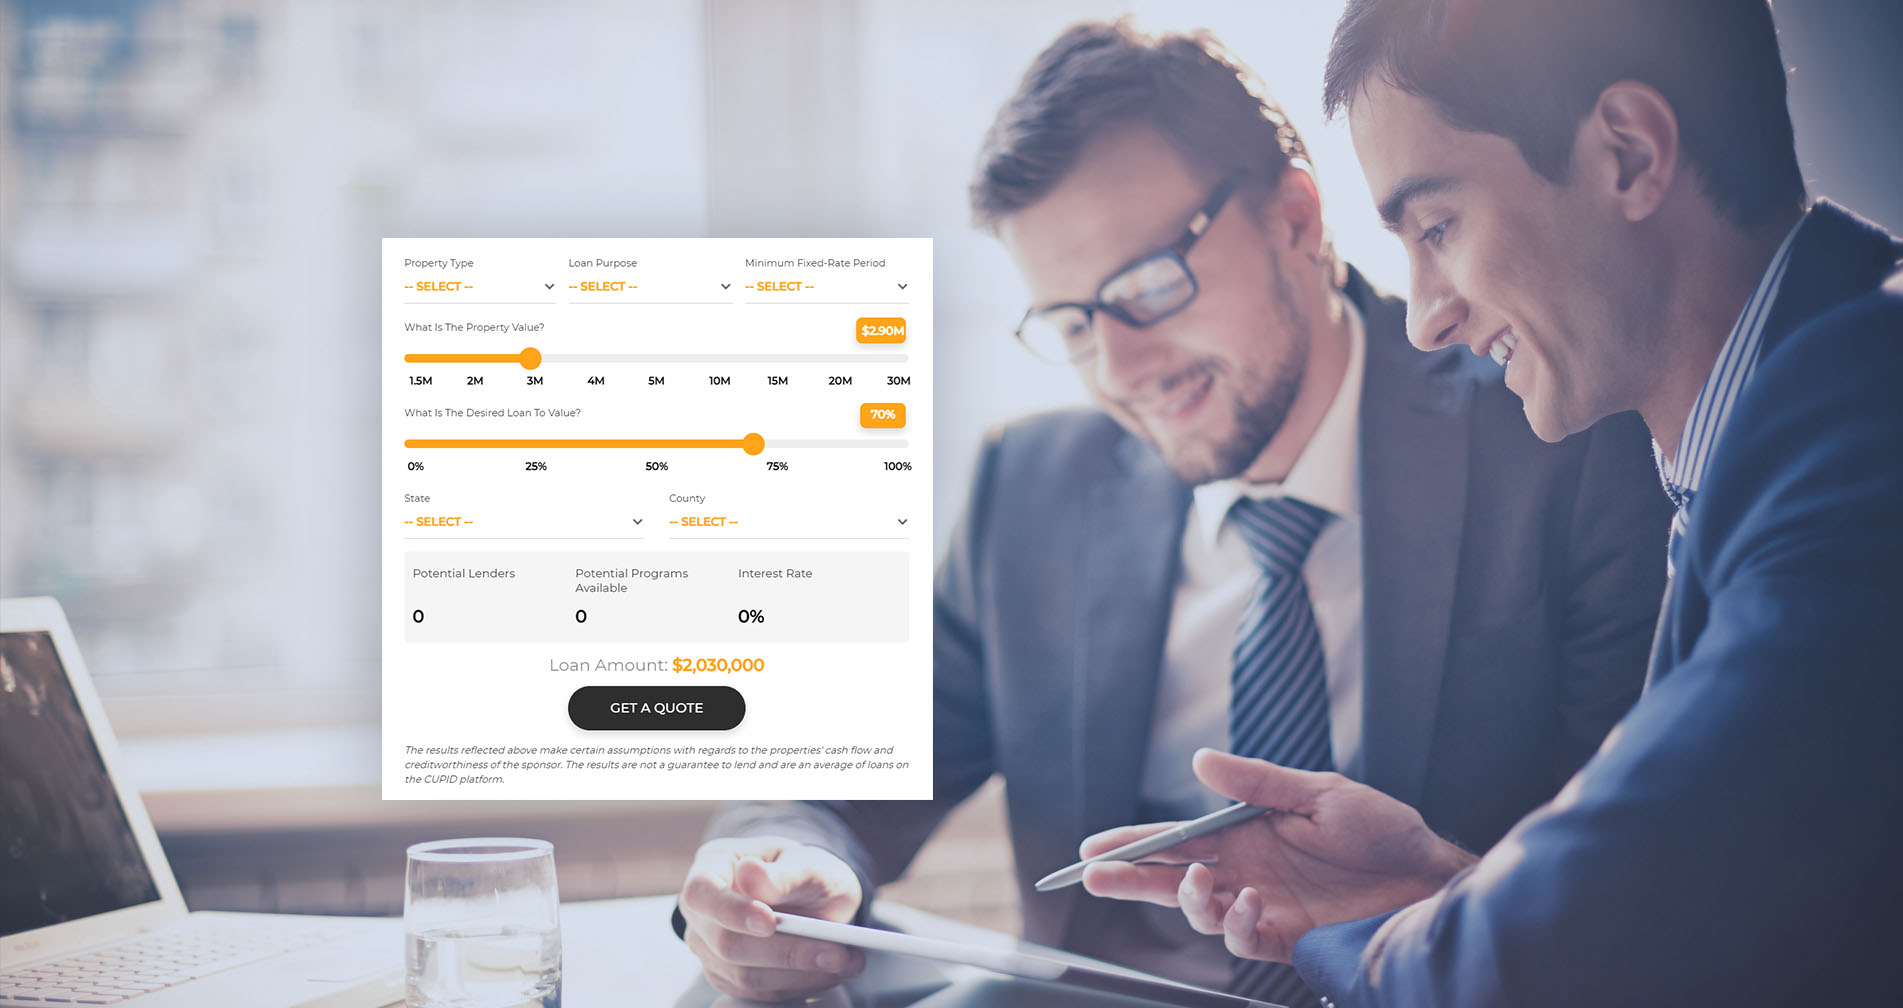 Property Type Loan Purpose Minimum Fixed-Rate Period
-- SELECT -- -- SELECT -- -- SELECT --
What Is The Property Value? $2.90M
1.5M 2M 3M 4M 5M 10M 15M 20M 30M
What Is The Desired Loan To Value? 70%
0% 25% 50% 75% 100%
State County
-- SELECT -- -- SELECT --
Potential Lenders Potential Programs Interest Rate
Available
0 0 0%
Loan Amount: $2,030,000
GET A QUOTE
The results reflected above make certain assumptions with regards to the properties' cash flow and
creditworthiness of the sponsor. The results are not a guarantee to lend and are an average of loans on
the CUPID platform.